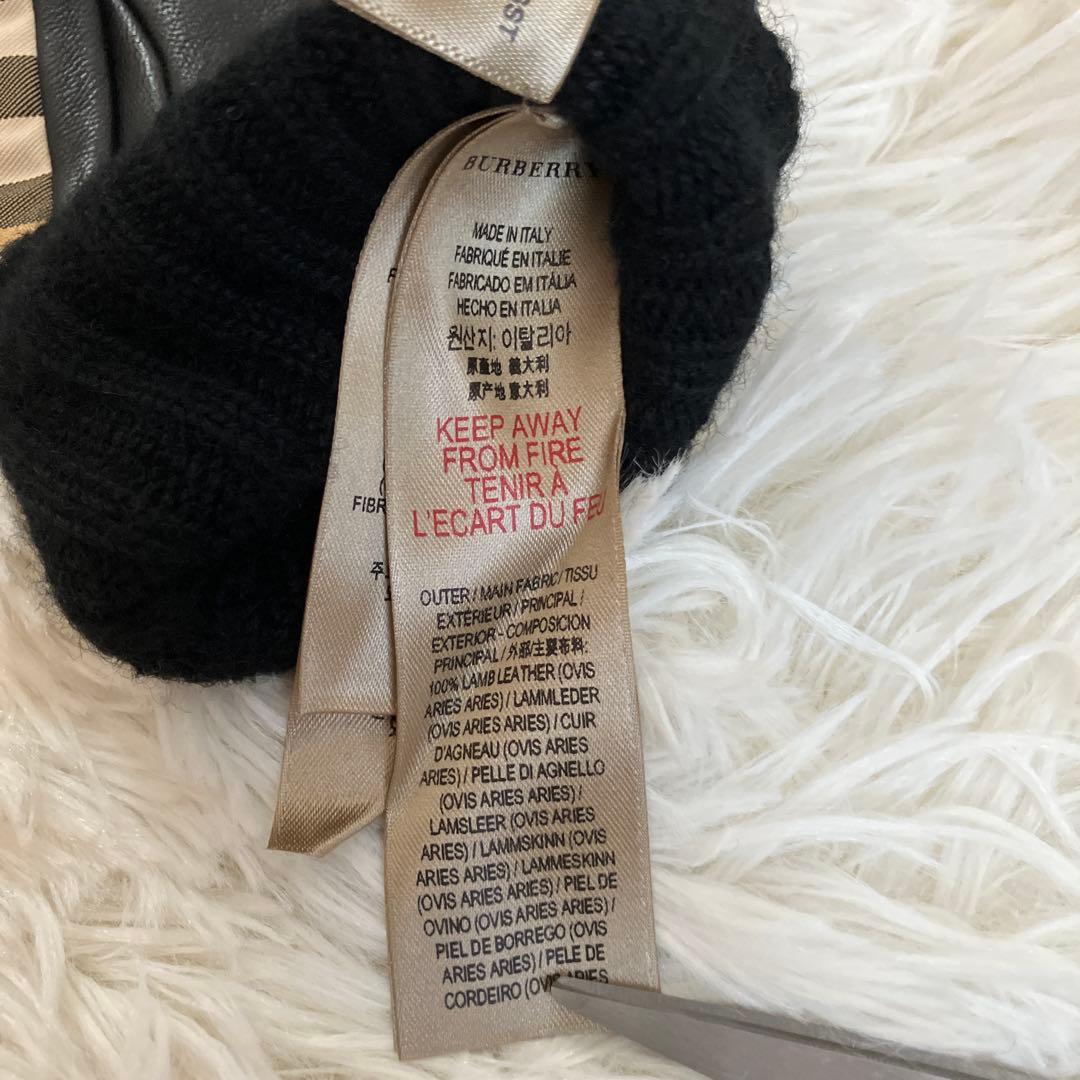 BURBERRY
MADE IN ITALY
FABRIQUÉ EN ITALIE
FABRICADO EM ITÁLIA
HECHO EN ITALIA
원산지: 이탈리아
原產地 義大利
原产地 意大利
KEEP AWAY
FROM FIRE
TENIR À
L'ECART DU FEU
OUTER / MAIN FABRIC / TISSU
EXTÉRIEUR / PRINCIPAL /
EXTERIOR - COMPOSICION
PRINCIPAL / 外部/主要布料:
100% LAMB LEATHER (OVIS
ARIES ARIES) / LAMMLEDER
(OVIS ARIES ARIES) / CUIR
D'AGNEAU (OVIS ARIES
ARIES) / PELLE DI AGNELLO
(OVIS ARIES ARIES) /
LAMSLEER (OVIS ARIES
ARIES) / LAMMSKINN (OVIS
ARIES ARIES) / LAMMESKINN
(OVIS ARIES ARIES) / PIEL DE
OVINO (OVIS ARIES ARIES) /
PIEL DE BORREGO (OVIS
ARIES ARIES) / PELE DE
CORDEIRO (OVIS ARIES